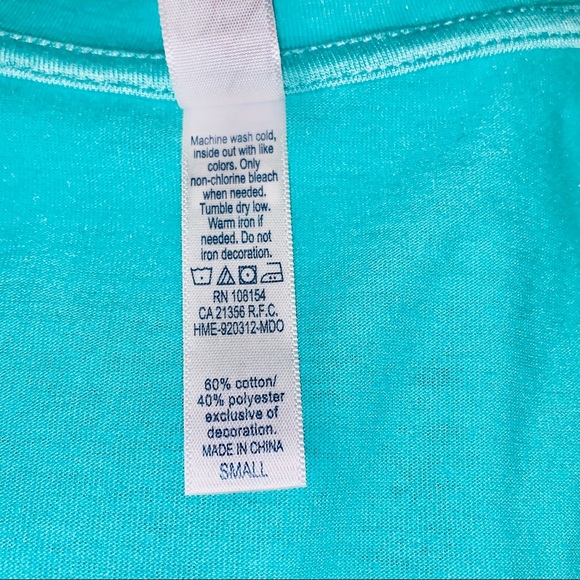 Machine wash cold,
inside out with like
colors. Only
non-chlorine bleach
when needed.
Tumble dry low.
Warm iron if
needed. Do not
iron decoration.
RN 108154
CA 21356 R.F.C.
HME-920312-MDO
60% cotton/
40% polyester
exclusive of
decoration.
MADE IN CHINA
SMALL